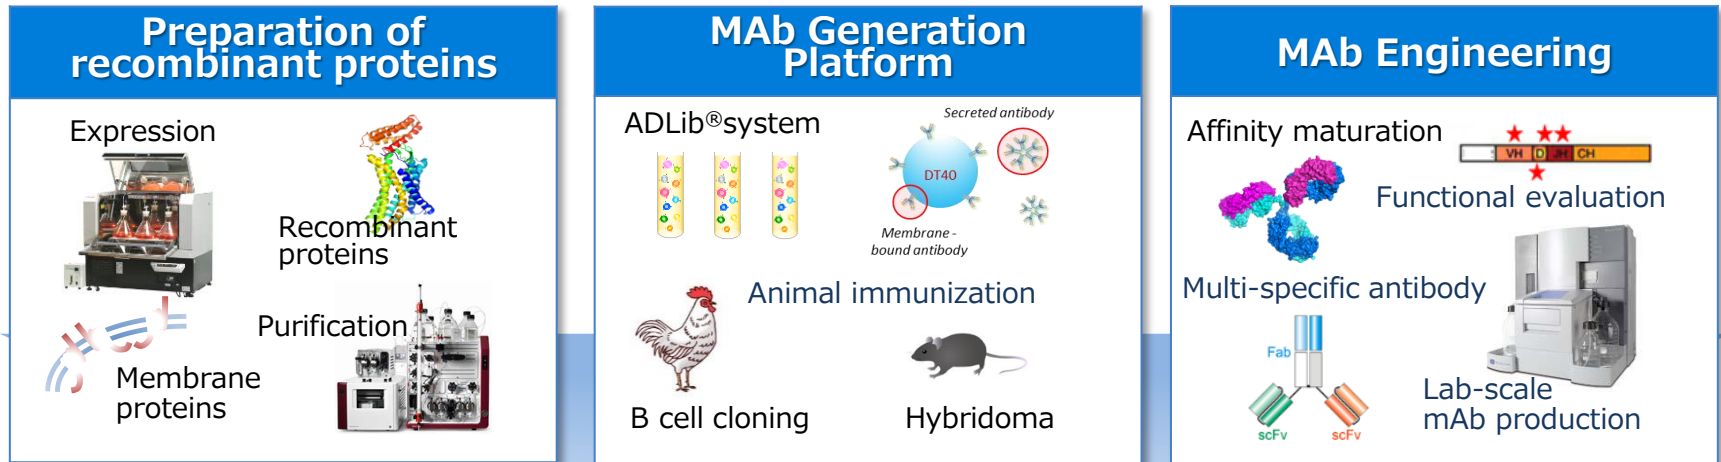 Preparation of
recombinant proteins
Expression
Recombinant
proteins
Purification
Membrane
proteins
MAb Generation
Platform
ADLib®system
Secreted antibody
DT40
Membrane -
bound antibody
Animal immunization
B cell cloning
Hybridoma
MAb Engineering
Affinity maturation
VH D JH CH
Functional evaluation
Multi-specific antibody
Fab
scFv scFv
Lab-scale
mAb production